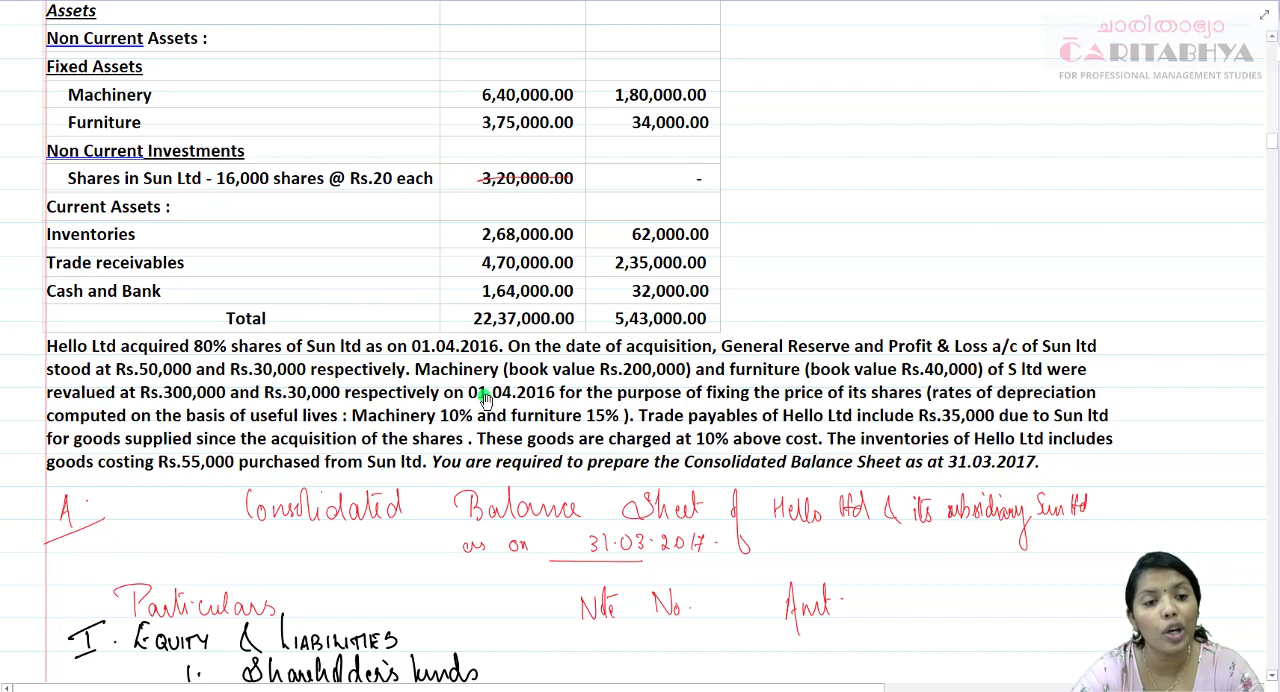 Assets
ചാരിതാഭ്യാ
CĀRITABHYA
FOR PROFESSIONAL MANAGEMENT STUDIES
Non Current Assets :
Fixed Assets
Machinery 6,40,000.00 1,80,000.00
Furniture 3,75,000.00 34,000.00
Non Current Investments
Shares in Sun Ltd - 16,000 shares @ Rs.20 each 3,20,000.00 -
Current Assets :
Inventories 2,68,000.00 62,000.00
Trade receivables 4,70,000.00 2,35,000.00
Cash and Bank 1,64,000.00 32,000.00
Total 22,37,000.00 5,43,000.00
Hello Ltd acquired 80% shares of Sun ltd as on 01.04.2016. On the date of acquisition, General Reserve and Profit & Loss a/c of Sun ltd
stood at Rs.50,000 and Rs.30,000 respectively. Machinery (book value Rs.200,000) and furniture (book value Rs.40,000) of S ltd were
revalued at Rs.300,000 and Rs.30,000 respectively on 01.04.2016 for the purpose of fixing the price of its shares (rates of depreciation
computed on the basis of useful lives : Machinery 10% and furniture 15% ). Trade payables of Hello Ltd include Rs.35,000 due to Sun ltd
for goods supplied since the acquisition of the shares . These goods are charged at 10% above cost. The inventories of Hello Ltd includes
goods costing Rs.55,000 purchased from Sun ltd. You are required to prepare the Consolidated Balance Sheet as at 31.03.2017.
A. Consolidated Balance Sheet of Hello ltd & its subsidiary Sun ltd
as on 31.03.2017.
Particulars Note No. Amt.
I. EQUITY & LIABILITIES
1. Shareholder's funds